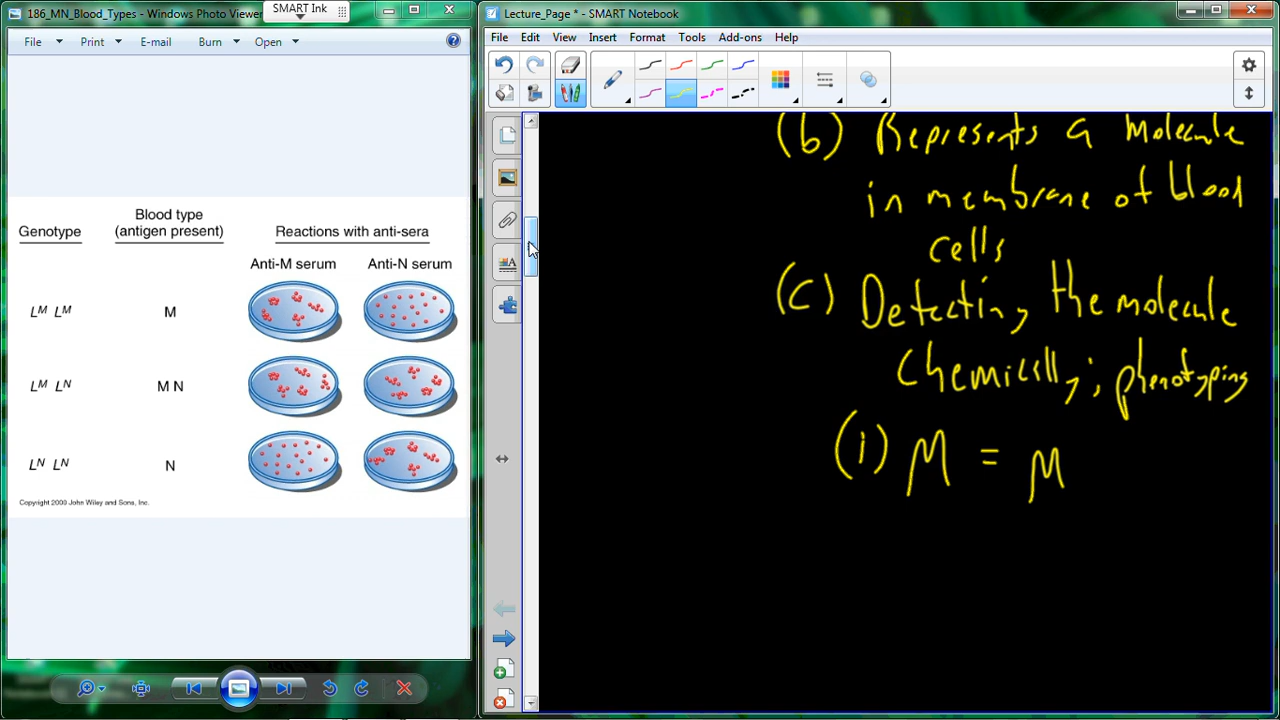 186_MN_Blood_Types - Windows Photo Viewer
SMART Ink
File Print E-mail Burn Open
Genotype
Blood type
(antigen present)
Reactions with anti-sera
Anti-M serum Anti-N serum
Lᴹ Lᴹ M
Lᴹ Lᴺ M N
Lᴺ Lᴺ N
Copyright 2000 John Wiley and Sons, Inc.
Lecture_Page * - SMART Notebook
File Edit View Insert Format Tools Add-ons Help
(b) Represents a molecule
in membrane of blood
cells
(c) Detecting the molecule
chemically; phenotyping
(1) M = M